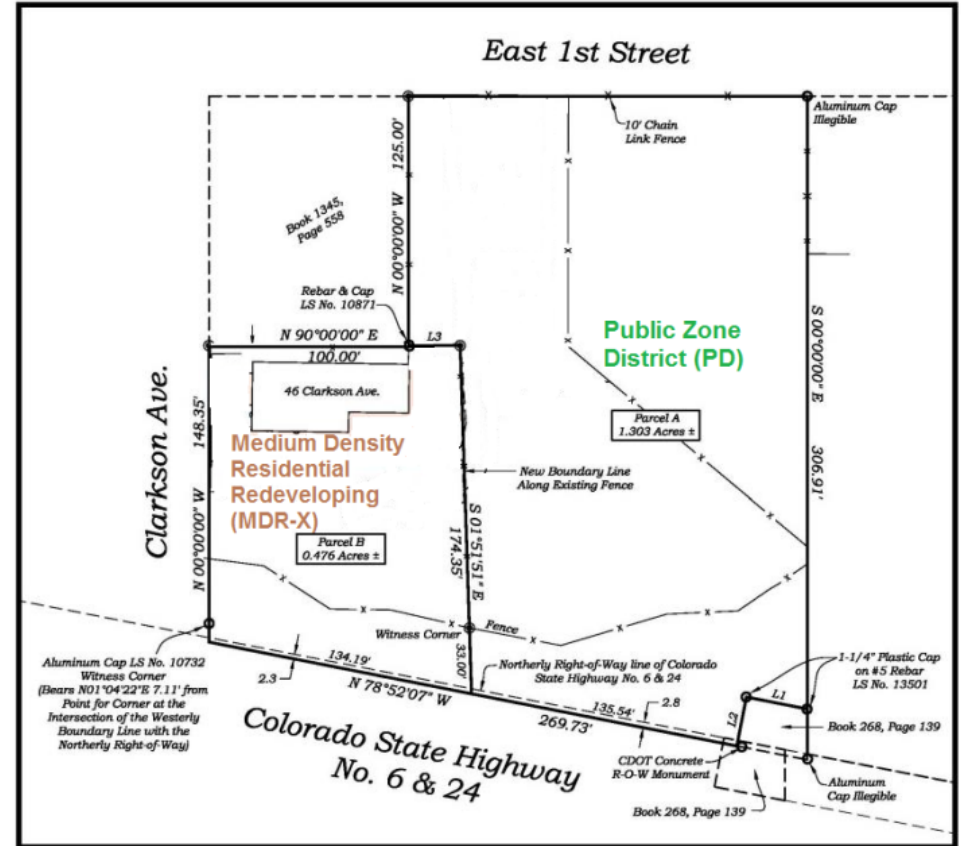 East 1st Street
Aluminum Cap
Illegible
10' Chain
Link Fence
N 00°00'00" W 125.00'
Book 1345,
Page 558
Rebar & Cap
LS No. 10871
N 90°00'00" E
100.00'
L3
46 Clarkson Ave.
Public Zone
District (PD)
S 00°00'00" E 306.91'
Parcel A
1.303 Acres ±
Clarkson Ave.
N 00°00'00" W 148.35'
Medium Density
Residential
Redeveloping
(MDR-X)
New Boundary Line
Along Existing Fence
S 01°51'51" E
174.35'
Parcel B
0.476 Acres ±
Witness Corner
Fence
33.00'
Aluminum Cap LS No. 10732
Witness Corner
(Bears N01°04'22"E 7.11' from
Point for Corner at the
Intersection of the Westerly
Boundary Line with the
Northerly Right-of-Way)
2.3
134.19'
N 78°52'07" W
Northerly Right-of-Way line of Colorado
State Highway No. 6 & 24
135.54'
2.8
269.73'
1-1/4" Plastic Cap
on #5 Rebar
LS No. 13501
L1
L2
Book 268, Page 139
CDOT Concrete
R-O-W Monument
Aluminum
Cap Illegible
Book 268, Page 139
Colorado State Highway
No. 6 & 24